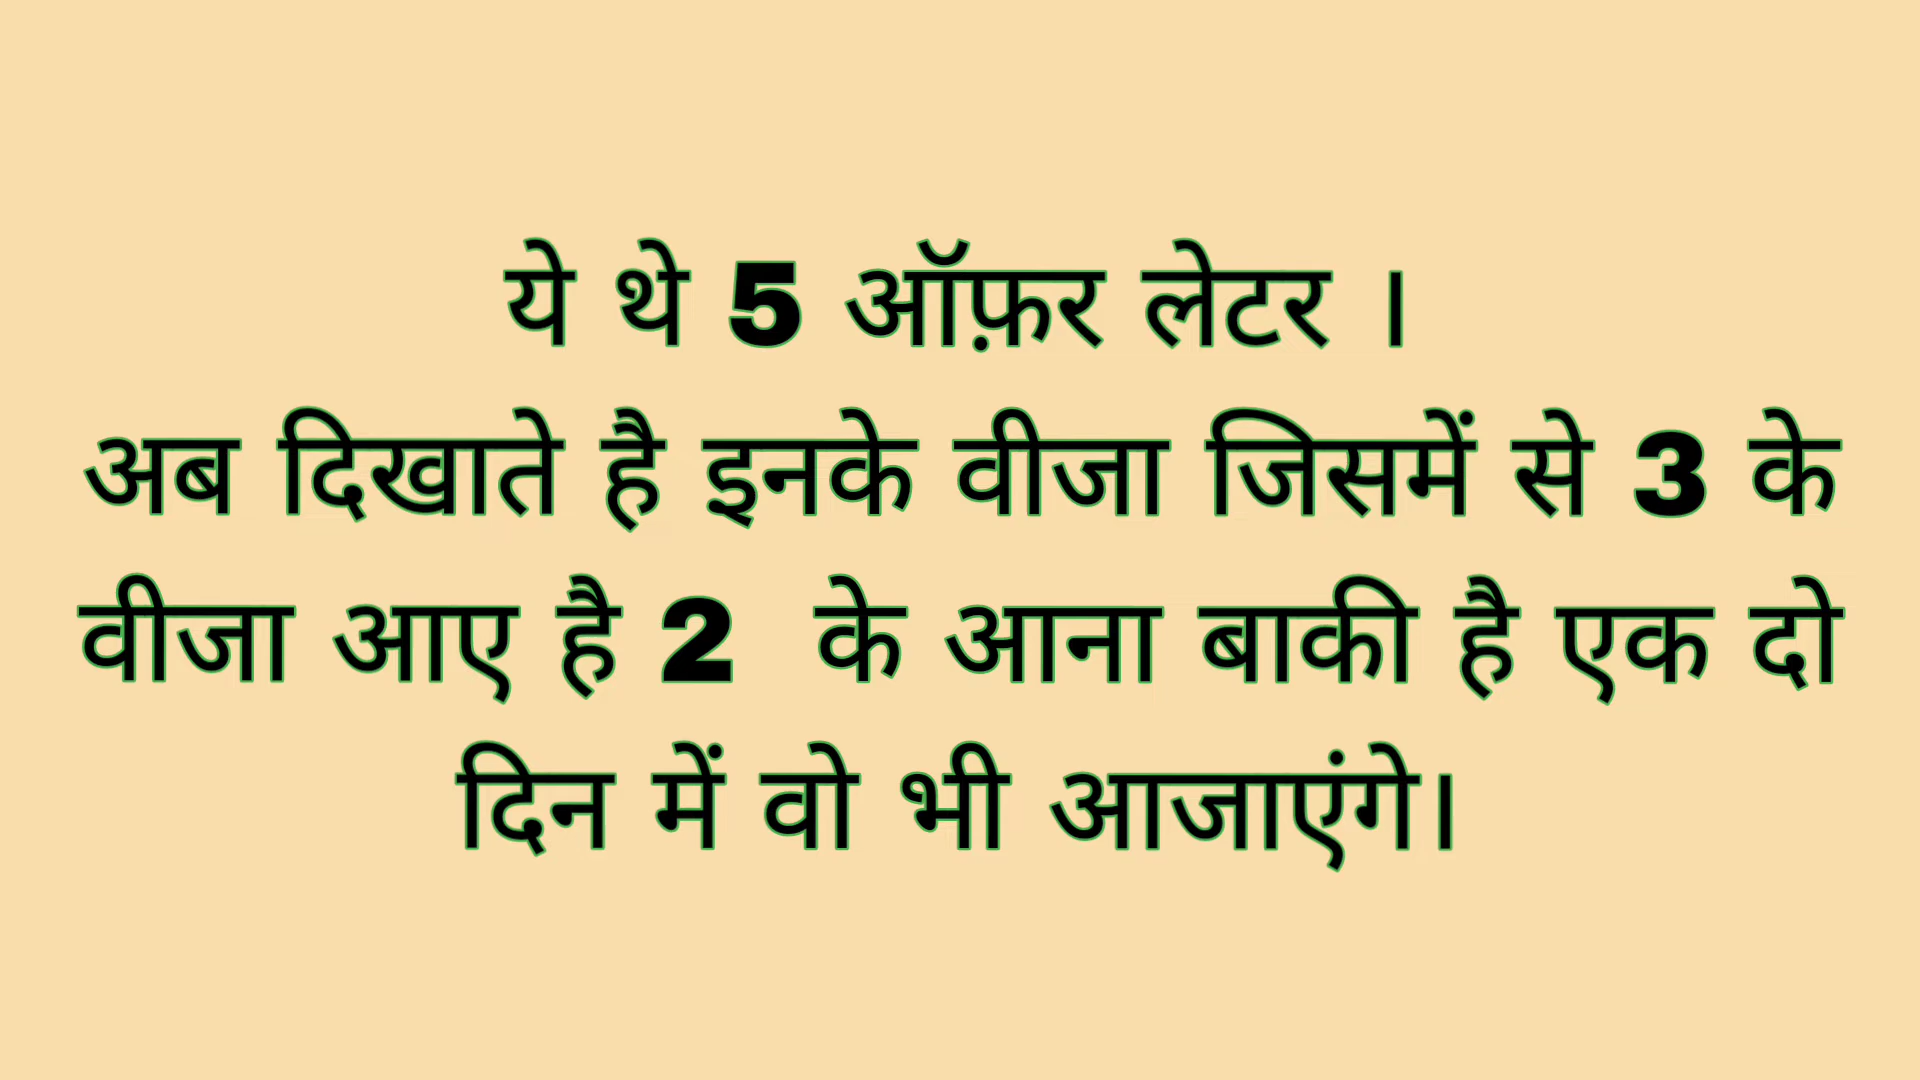 ये थे 5 ऑफ़र लेटर ।
अब दिखाते है इनके वीजा जिसमें से 3 के
वीजा आए है 2  के आना बाकी है एक दो
दिन में वो भी आजाएंगे।